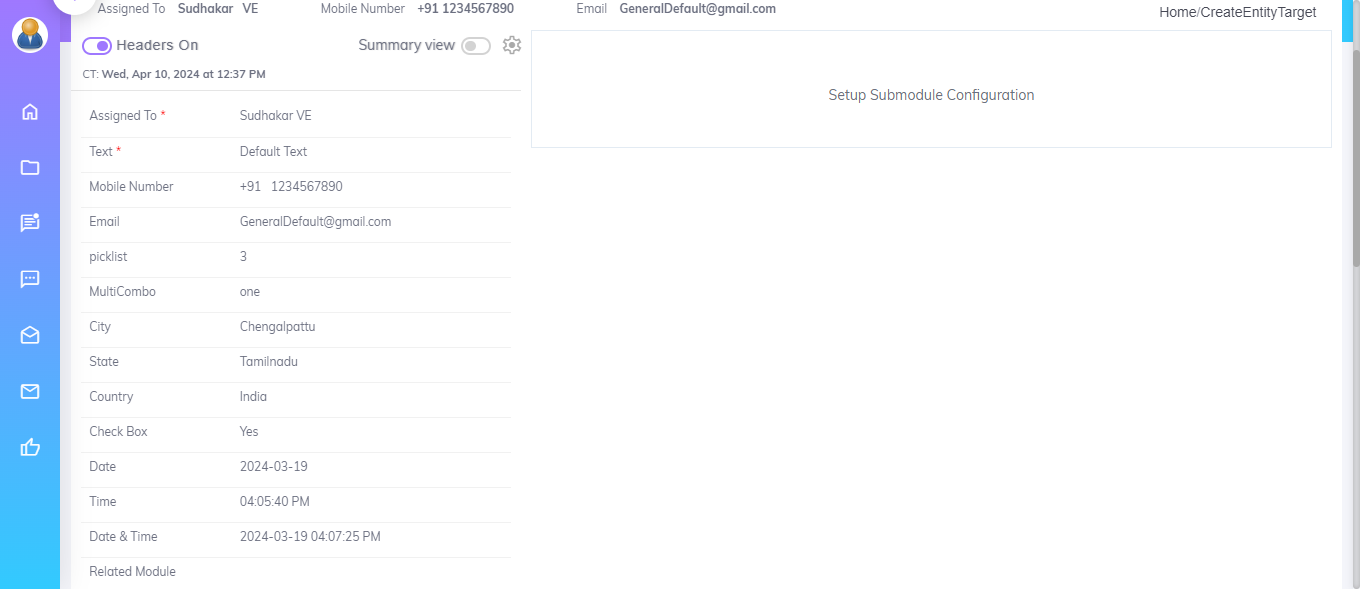 Assigned To Sudhakar VE Mobile Number +91 1234567890 Email GeneralDefault@gmail.com
Home/CreateEntityTarget
Headers On Summary view
CT: Wed, Apr 10, 2024 at 12:37 PM
Setup Submodule Configuration
Assigned To * Sudhakar VE
Text * Default Text
Mobile Number +91 1234567890
Email GeneralDefault@gmail.com
picklist 3
MultiCombo one
City Chengalpattu
State Tamilnadu
Country India
Check Box Yes
Date 2024-03-19
Time 04:05:40 PM
Date & Time 2024-03-19 04:07:25 PM
Related Module